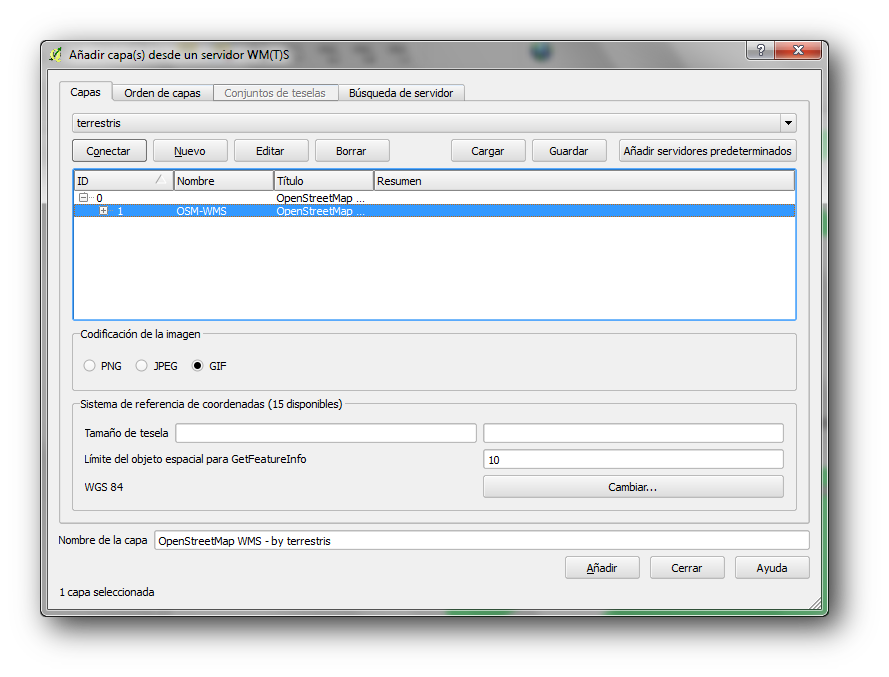 Añadir capa(s) desde un servidor WM(T)S
Capas Orden de capas Conjuntos de teselas Búsqueda de servidor
terrestris
Conectar Nuevo Editar Borrar Cargar Guardar Añadir servidores predeterminados
ID Nombre Título Resumen
0 OpenStreetMap ...
1 OSM-WMS OpenStreetMap ...
Codificación de la imagen
PNG JPEG GIF
Sistema de referencia de coordenadas (15 disponibles)
Tamaño de tesela
Límite del objeto espacial para GetFeatureInfo 10
WGS 84 Cambiar...
Nombre de la capa OpenStreetMap WMS - by terrestris
Añadir Cerrar Ayuda
1 capa seleccionada